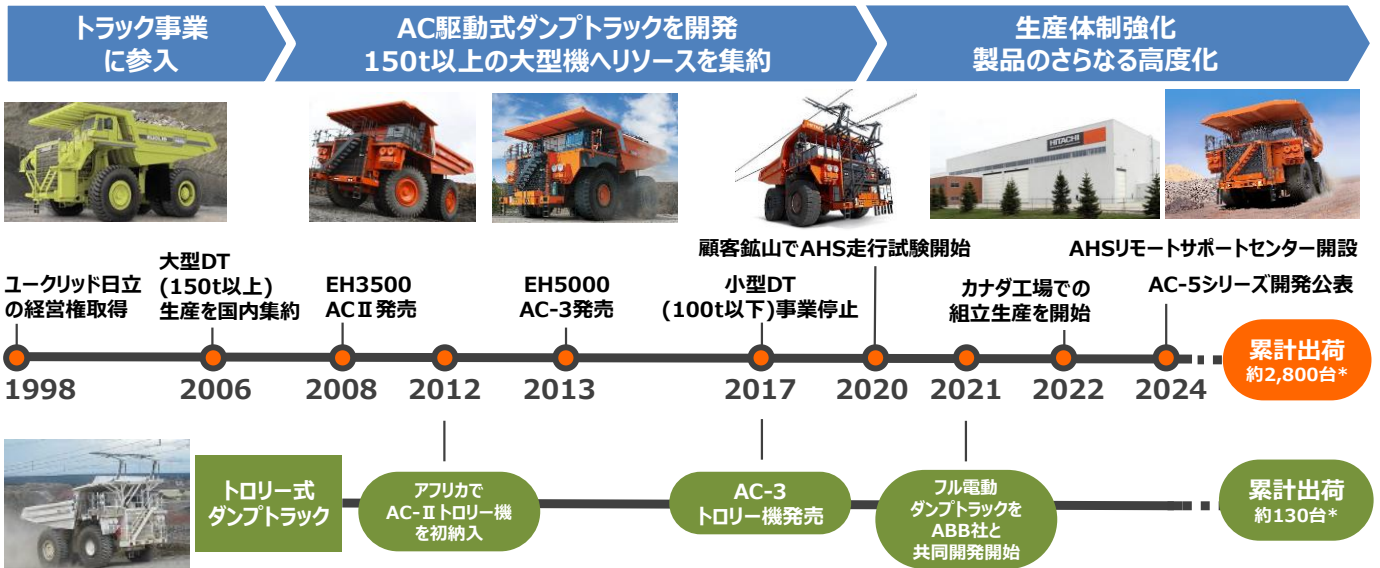 トラック事業
に参入
AC駆動式ダンプトラックを開発
150t以上の大型機へリソースを集約
生産体制強化
製品のさらなる高度化
EUCLID
HITACHI
ユークリッド日立
の経営権取得
大型DT
(150t以上)
生産を国内集約
EH3500
ACⅡ発売
EH5000
AC-3発売
小型DT
(100t以下)事業停止
顧客鉱山でAHS走行試験開始
カナダ工場での
組立生産を開始
AHSリモートサポートセンター開設
AC-5シリーズ開発公表
1998
2006
2008
2012
2013
2017
2020
2021
2022
2024
累計出荷
約2,800台*
トロリー式
ダンプトラック
アフリカで
AC-Ⅱトロリー機
を初納入
AC-3
トロリー機発売
フル電動
ダンプトラックを
ABB社と
共同開発開始
累計出荷
約130台*